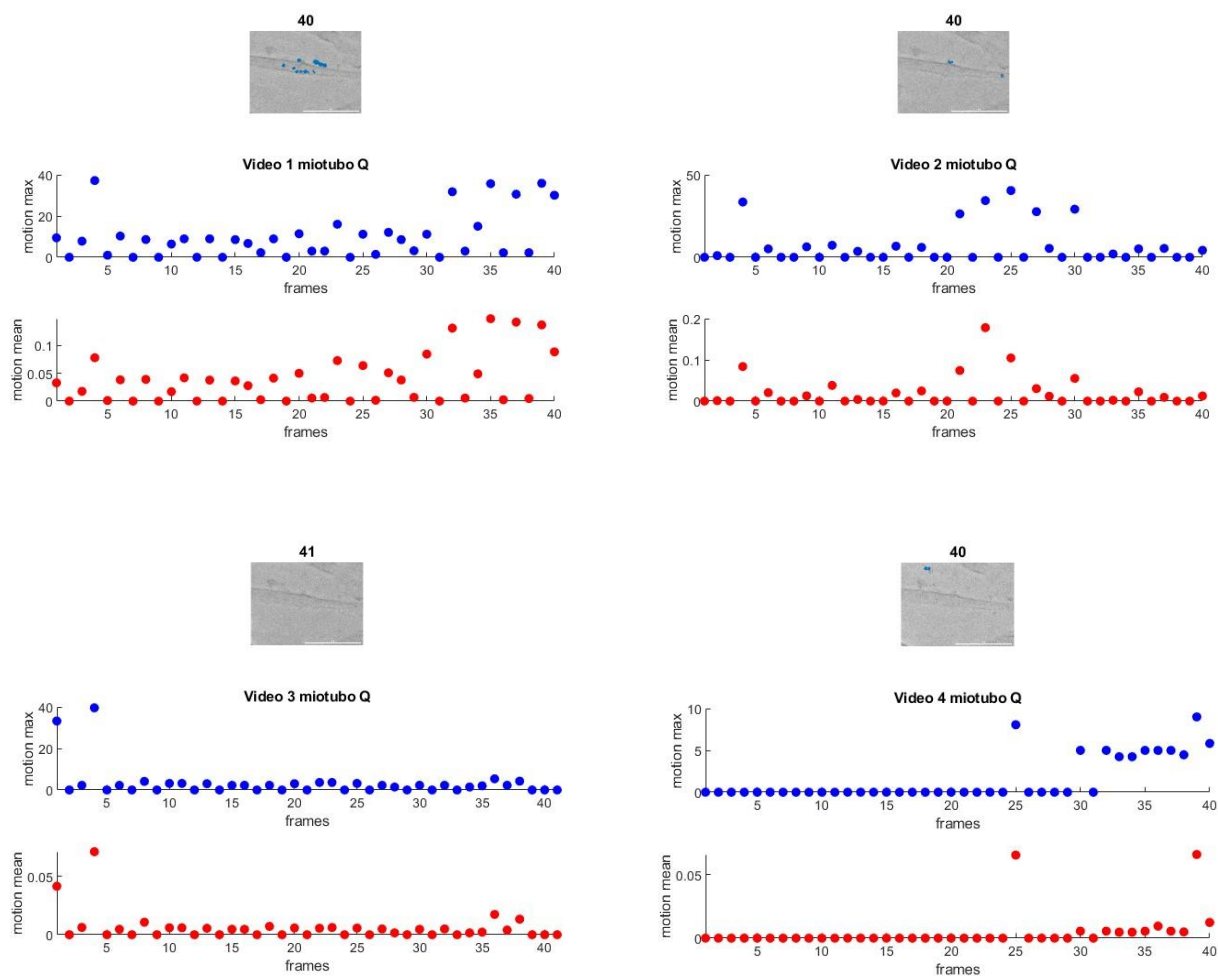 40
Video 1 miotubo Q
motion max
40
20
0
5 10 15 20 25 30 35 40
frames
motion mean
0.1
0.05
0
5 10 15 20 25 30 35 40
frames
40
Video 2 miotubo Q
motion max
50
0
5 10 15 20 25 30 35 40
frames
motion mean
0.2
0.1
0
5 10 15 20 25 30 35 40
frames
41
Video 3 miotubo Q
motion max
40
20
0
5 10 15 20 25 30 35 40
frames
motion mean
0.05
0
5 10 15 20 25 30 35 40
frames
40
Video 4 miotubo Q
motion max
10
5
0
5 10 15 20 25 30 35 40
frames
motion mean
0.05
0
5 10 15 20 25 30 35 40
frames